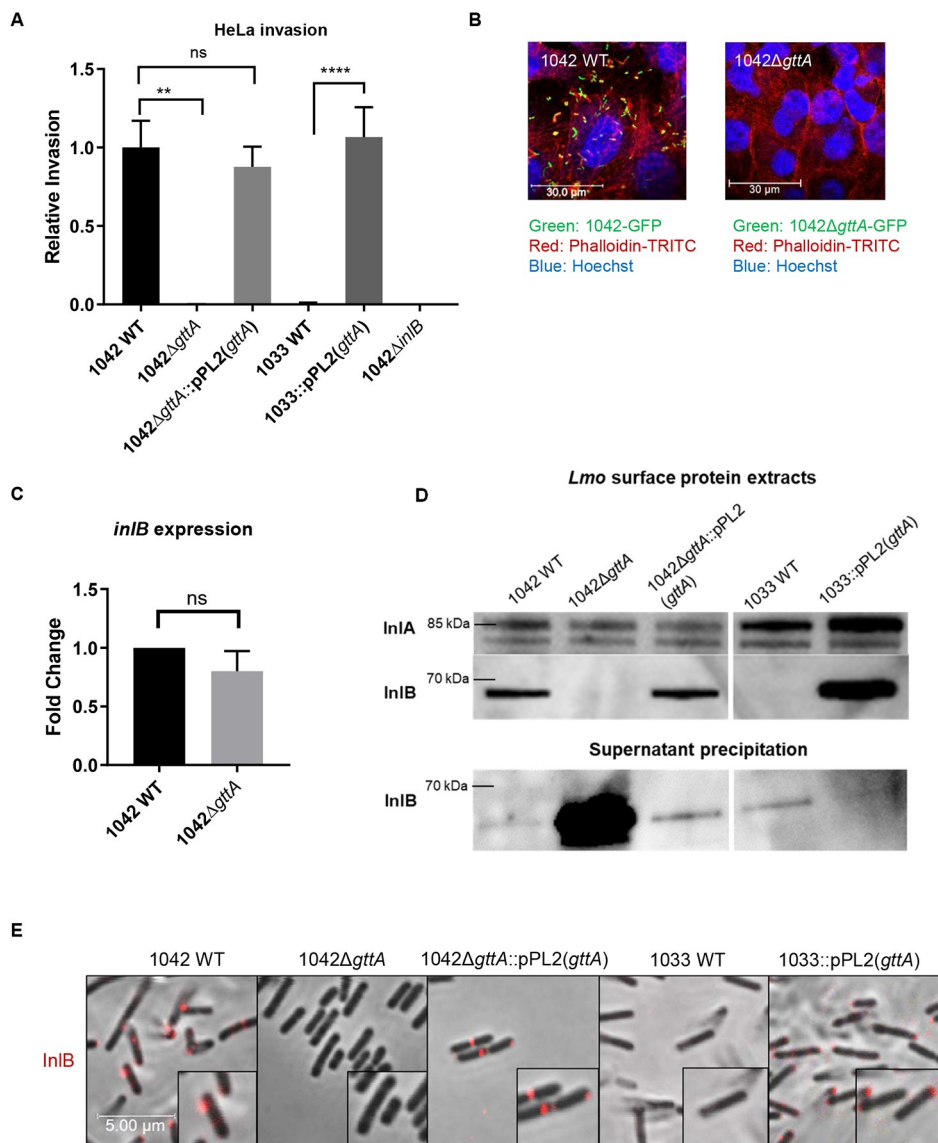 A
HeLa invasion
ns
**
****
1.5
1.0
0.5
0.0
Relative Invasion
1042 WT
1042ΔgttA
1042ΔgttA::pPL2(gttA)
1033 WT
1033::pPL2(gttA)
1042ΔinlB
B
1042 WT
30,0 µm
1042ΔgttA
30 µm
Green: 1042-GFP
Red: Phalloidin-TRITC
Blue: Hoechst
Green: 1042ΔgttA-GFP
Red: Phalloidin-TRITC
Blue: Hoechst
C
inlB expression
ns
1.5
1.0
0.5
0.0
Fold Change
1042 WT
1042ΔgttA
D
Lmo surface protein extracts
1042 WT
1042ΔgttA
1042ΔgttA::pPL2
(gttA)
1033 WT
1033::pPL2(gttA)
InlA
85 kDa
InlB
70 kDa
Supernatant precipitation
InlB
70 kDa
E
1042 WT
1042ΔgttA
1042ΔgttA::pPL2(gttA)
1033 WT
1033::pPL2(gttA)
InlB
5.00 µm